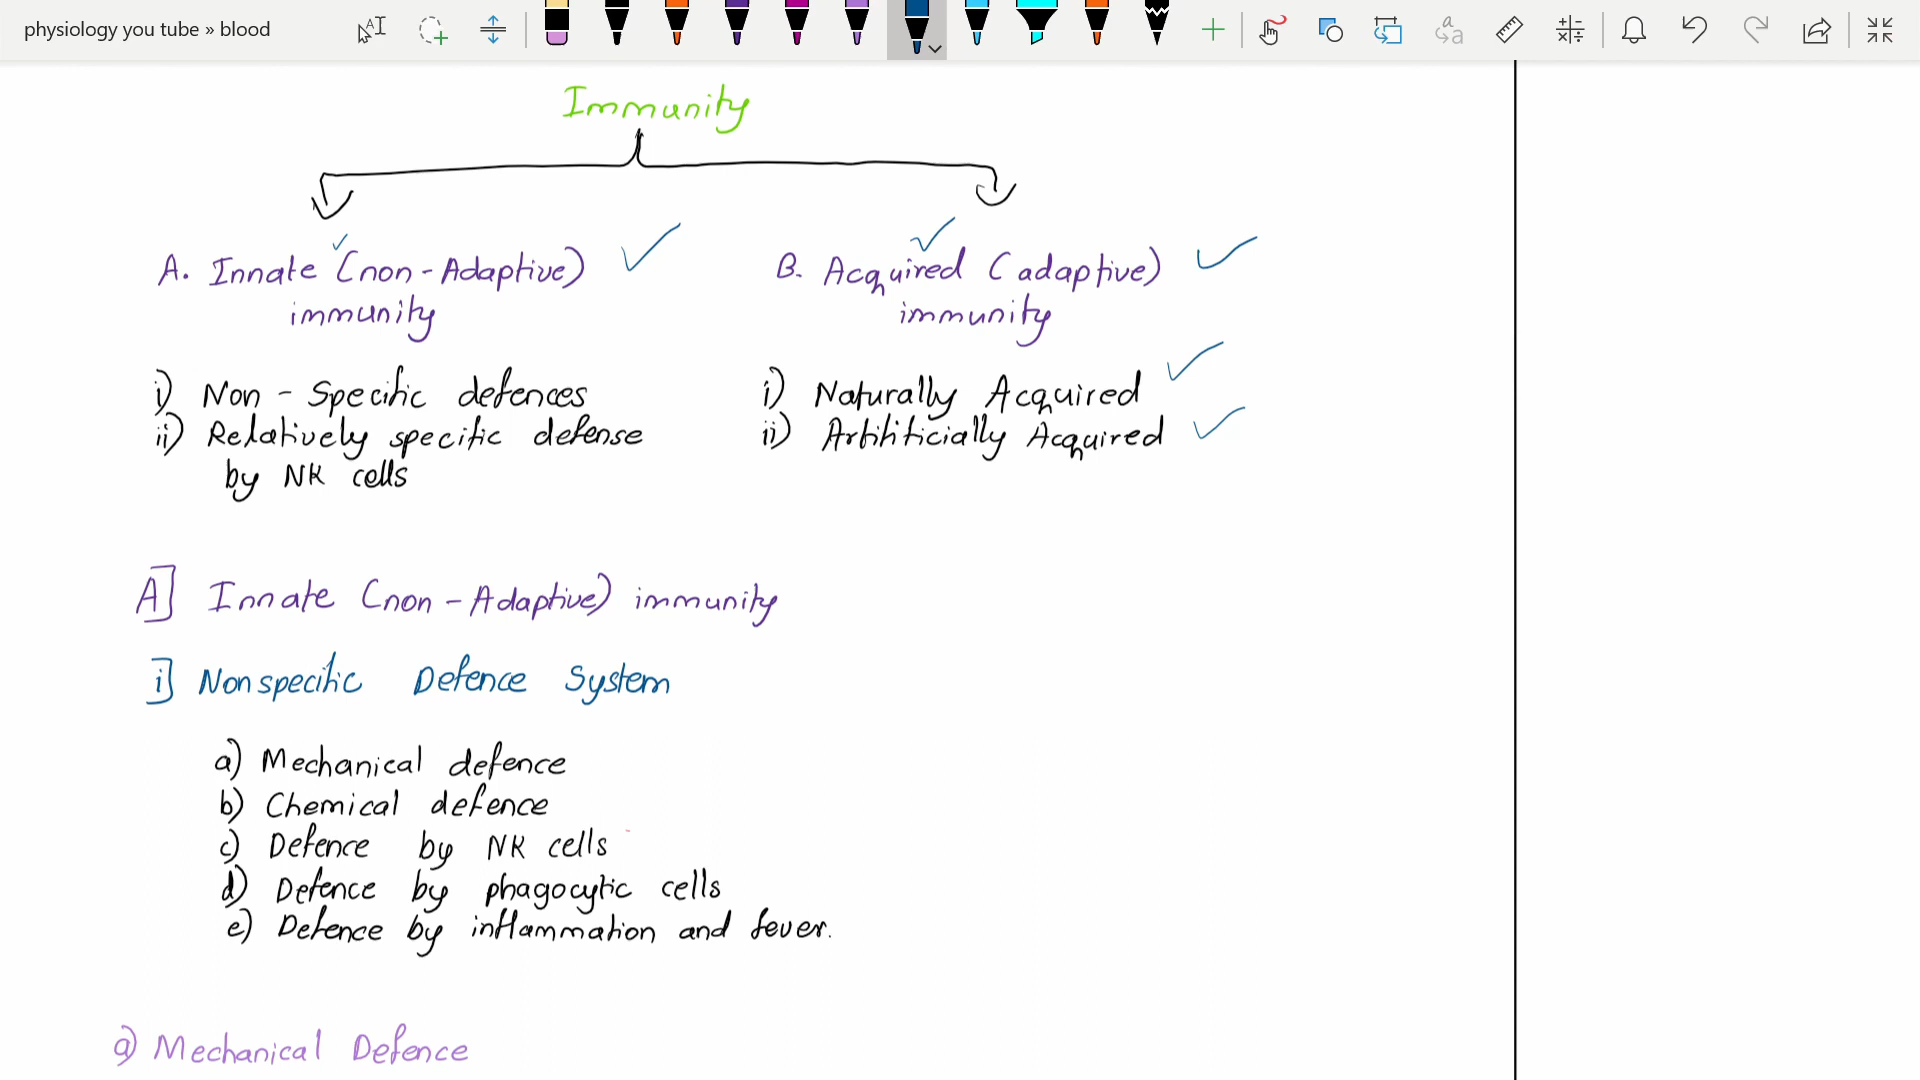 physiology you tube » blood
Immunity
A. Innate (non-Adaptive)
immunity
B. Acquired (adaptive)
immunity
i) Non-Specific defences
ii) Relatively specific defense
by NK cells
i) Naturally Acquired
ii) Artificially Acquired
A] Innate (non-Adaptive) immunity
i] Nonspecific Defence System
a) Mechanical defence
b) Chemical defence
c) Defence by NK cells
d) Defence by phagocytic cells
e) Defence by inflammation and fever.
a) Mechanical Defence